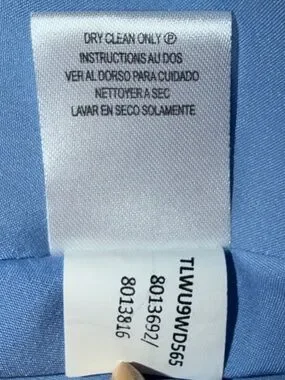 DRY CLEAN ONLY Ⓟ
INSTRUCTIONS AU DOS
VER AL DORSO PARA CUIDADO
NETTOYER A SEC
LAVAR EN SECO SOLAMENTE
TLWU9WD565
8013692/
8013816